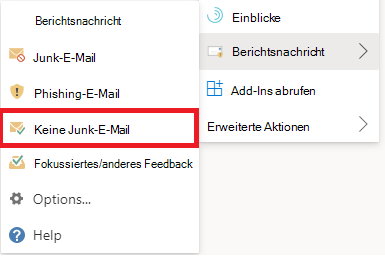 Berichtsnachricht
Junk-E-Mail
Phishing-E-Mail
Keine Junk-E-Mail
Fokussiertes/anderes Feedback
Options...
Help
Einblicke
Berichtsnachricht
Add-Ins abrufen
Erweiterte Aktionen